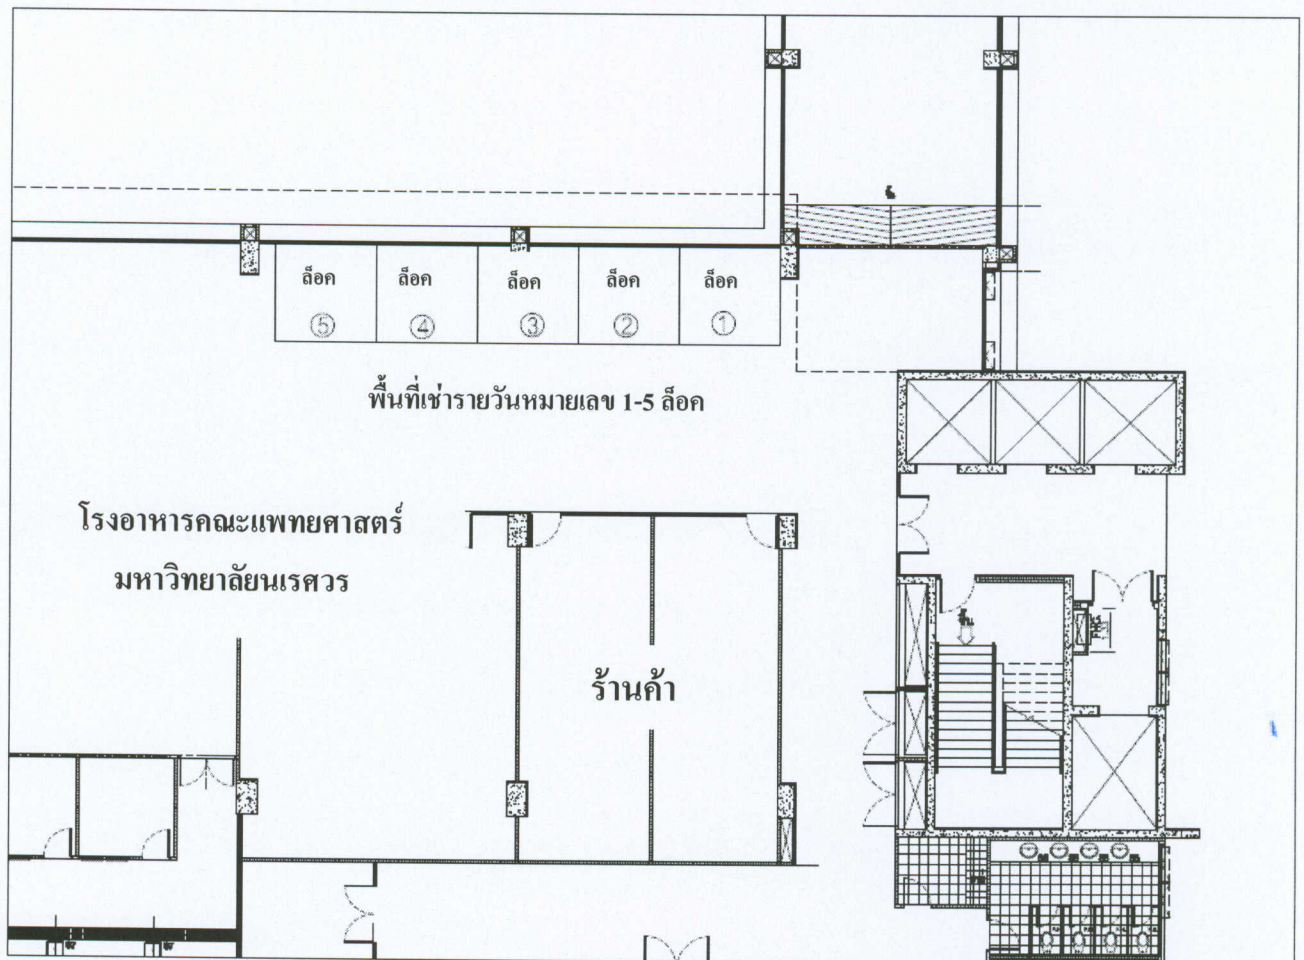 ล็อค ล็อค ล็อค ล็อค ล็อค
5 4 3 2 1
พื้นที่เช่ารายวันหมายเลข 1-5 ล็อค
โรงอาหารคณะแพทยศาสตร์
มหาวิทยาลัยนเรศวร
ร้านค้า